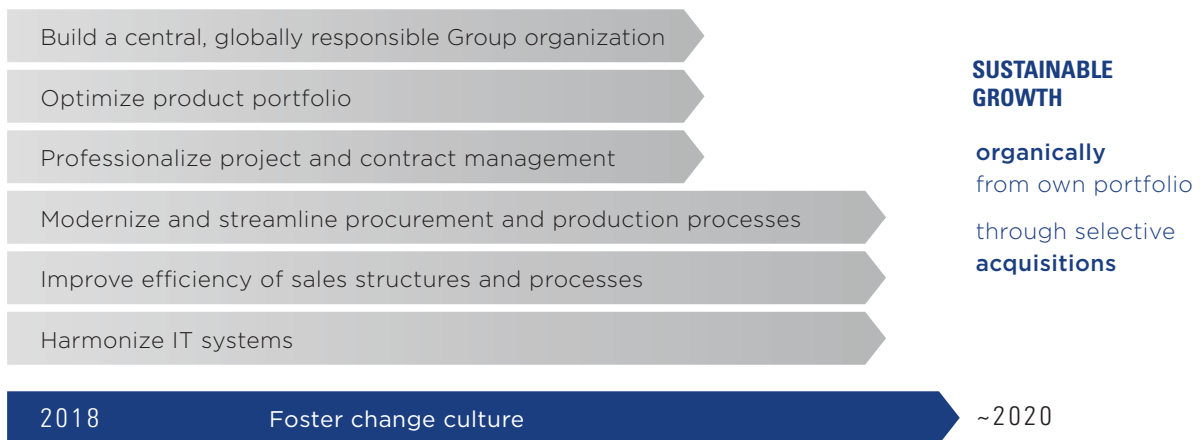 Build a central, globally responsible Group organization
Optimize product portfolio
Professionalize project and contract management
Modernize and streamline procurement and production processes
Improve efficiency of sales structures and processes
Harmonize IT systems
2018 Foster change culture ~2020
SUSTAINABLE
GROWTH
organically
from own portfolio
through selective
acquisitions